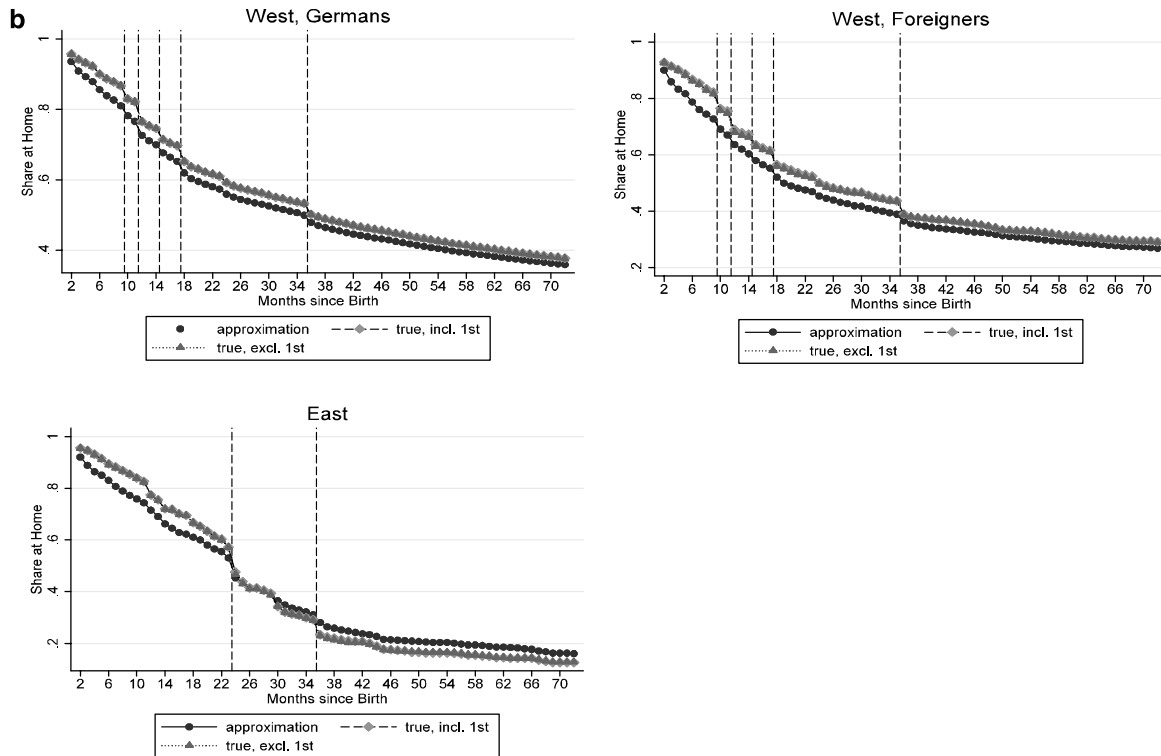 b
West, Germans
Share at Home
1
.8
.6
.4
2 6 10 14 18 22 26 30 34 38 42 46 50 54 58 62 66 70
Months since Birth
approximation true, incl. 1st
true, excl. 1st
West, Foreigners
Share at Home
1
.8
.6
.4
.2
2 6 10 14 18 22 26 30 34 38 42 46 50 54 58 62 66 70
Months since Birth
approximation true, incl. 1st
true, excl. 1st
East
Share at Home
1
.8
.6
.4
.2
2 6 10 14 18 22 26 30 34 38 42 46 50 54 58 62 66 70
Months since Birth
approximation true, incl. 1st
true, excl. 1st